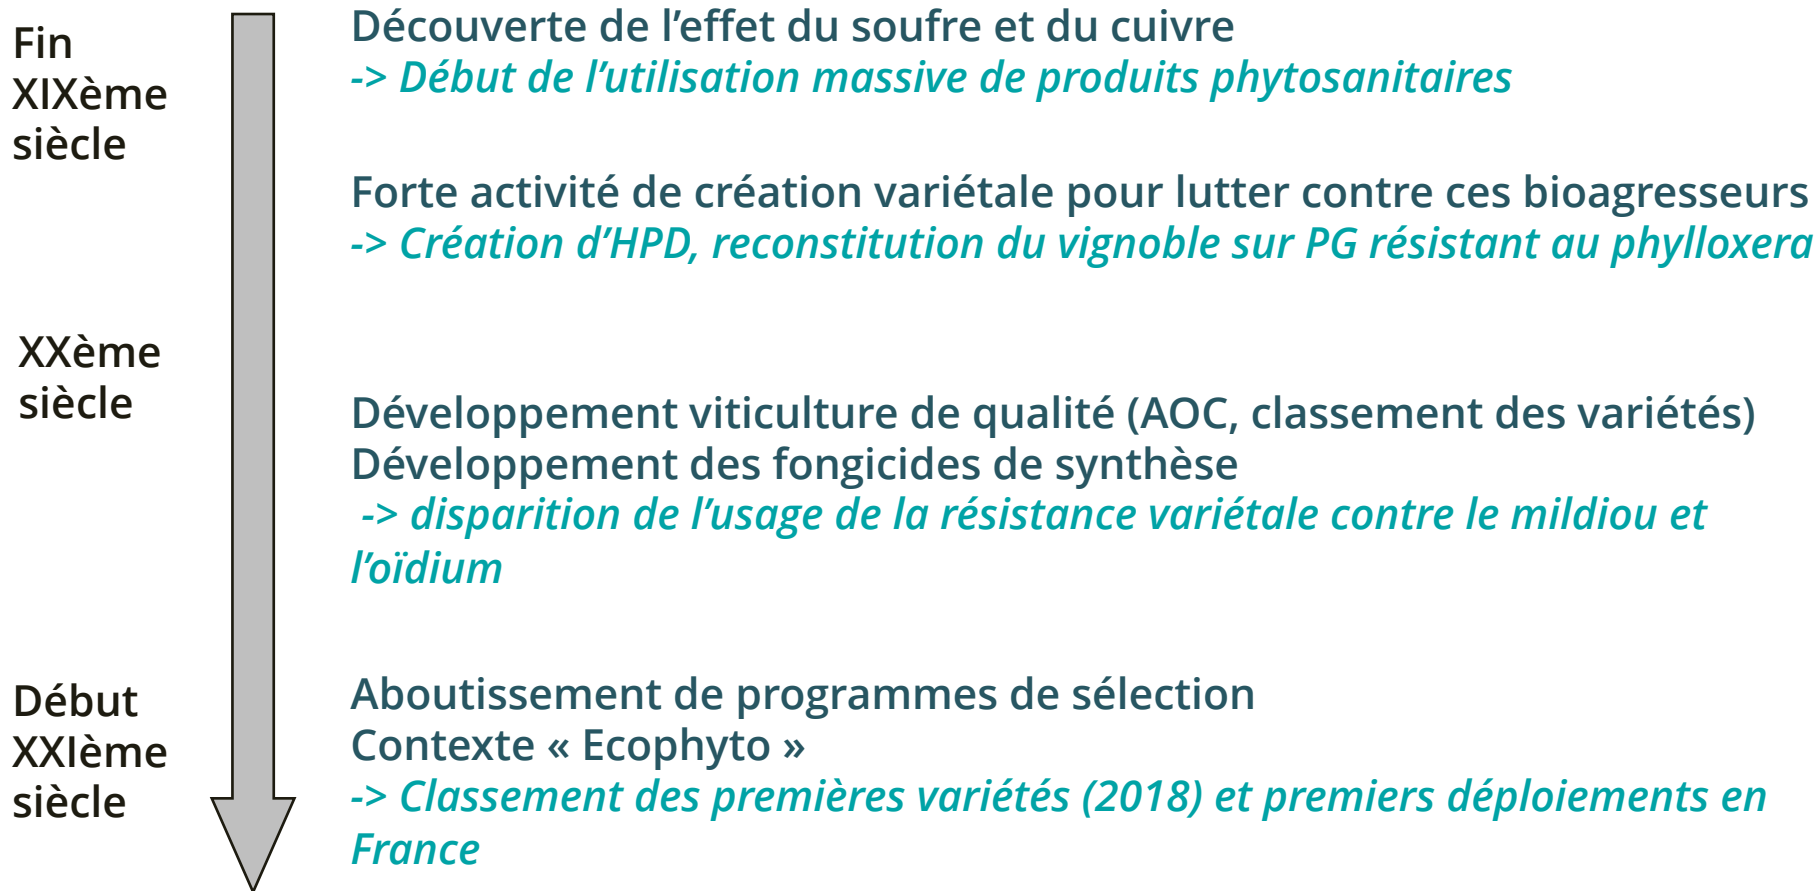 Fin
XIXème
siècle
Découverte de l’effet du soufre et du cuivre
-> Début de l’utilisation massive de produits phytosanitaires
Forte activité de création variétale pour lutter contre ces bioagresseurs
-> Création d’HPD, reconstitution du vignoble sur PG résistant au phylloxera
XXème
siècle
Développement viticulture de qualité (AOC, classement des variétés)
Développement des fongicides de synthèse
-> disparition de l’usage de la résistance variétale contre le mildiou et
l’oïdium
Début
XXIème
siècle
Aboutissement de programmes de sélection
Contexte « Ecophyto »
-> Classement des premières variétés (2018) et premiers déploiements en
France